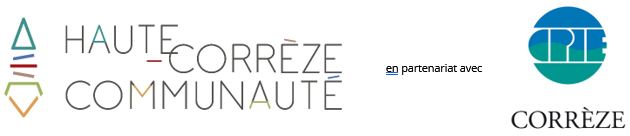 HAUTE
CORRÈZE
COMMUNAUTÉ
en partenariat avec
CPIE
CORRÈZE